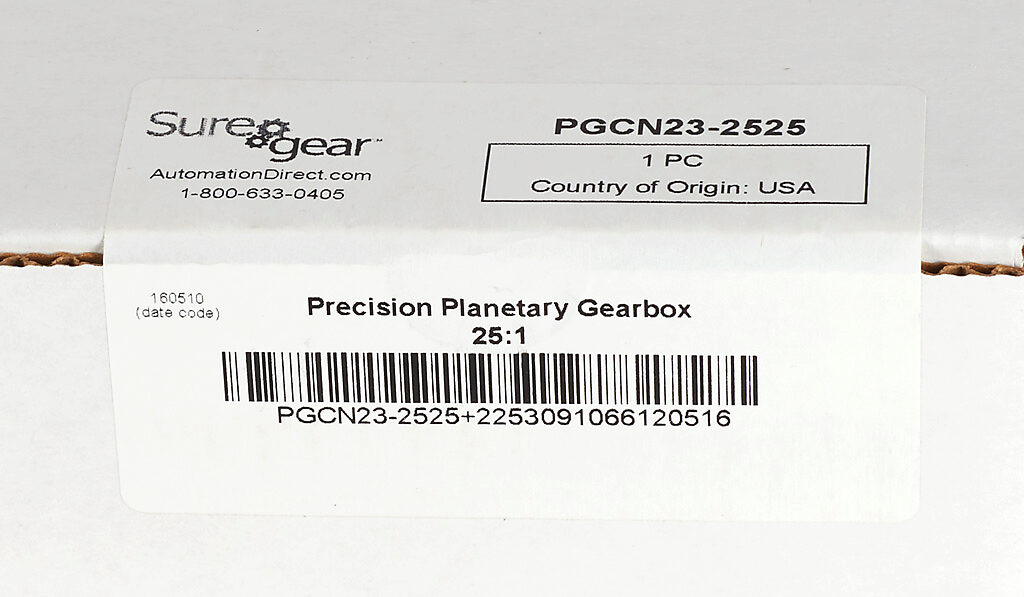 Sure gear™
AutomationDirect.com
1-800-633-0405
PGCN23-2525
1 PC
Country of Origin: USA
160510
(date code)
Precision Planetary Gearbox
25:1
PGCN23-2525+2253091066120516